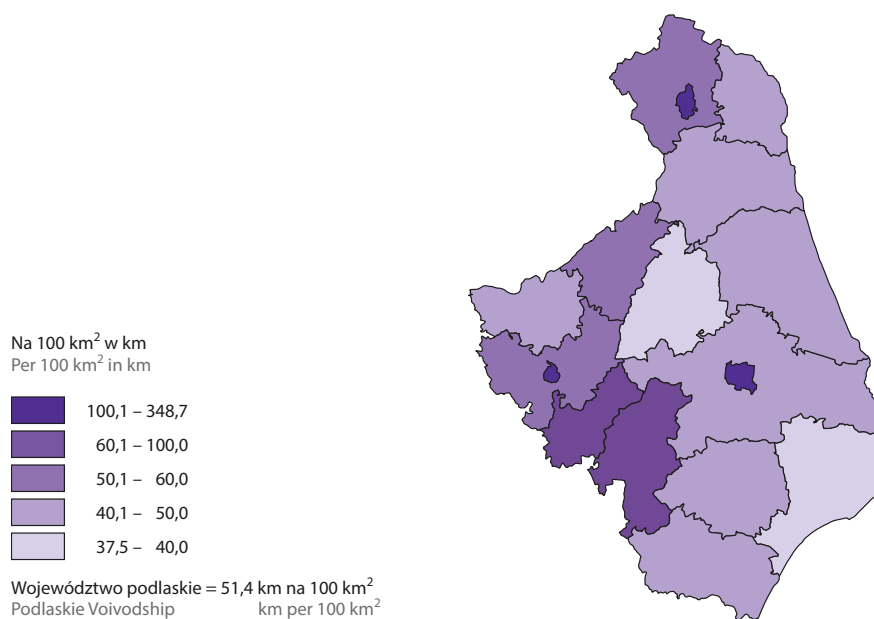 Na 100 km² w km
Per 100 km² in km
100,1 – 348,7
60,1 – 100,0
50,1 – 60,0
40,1 – 50,0
37,5 – 40,0
Województwo podlaskie = 51,4 km na 100 km²
Podlaskie Voivodship km per 100 km²